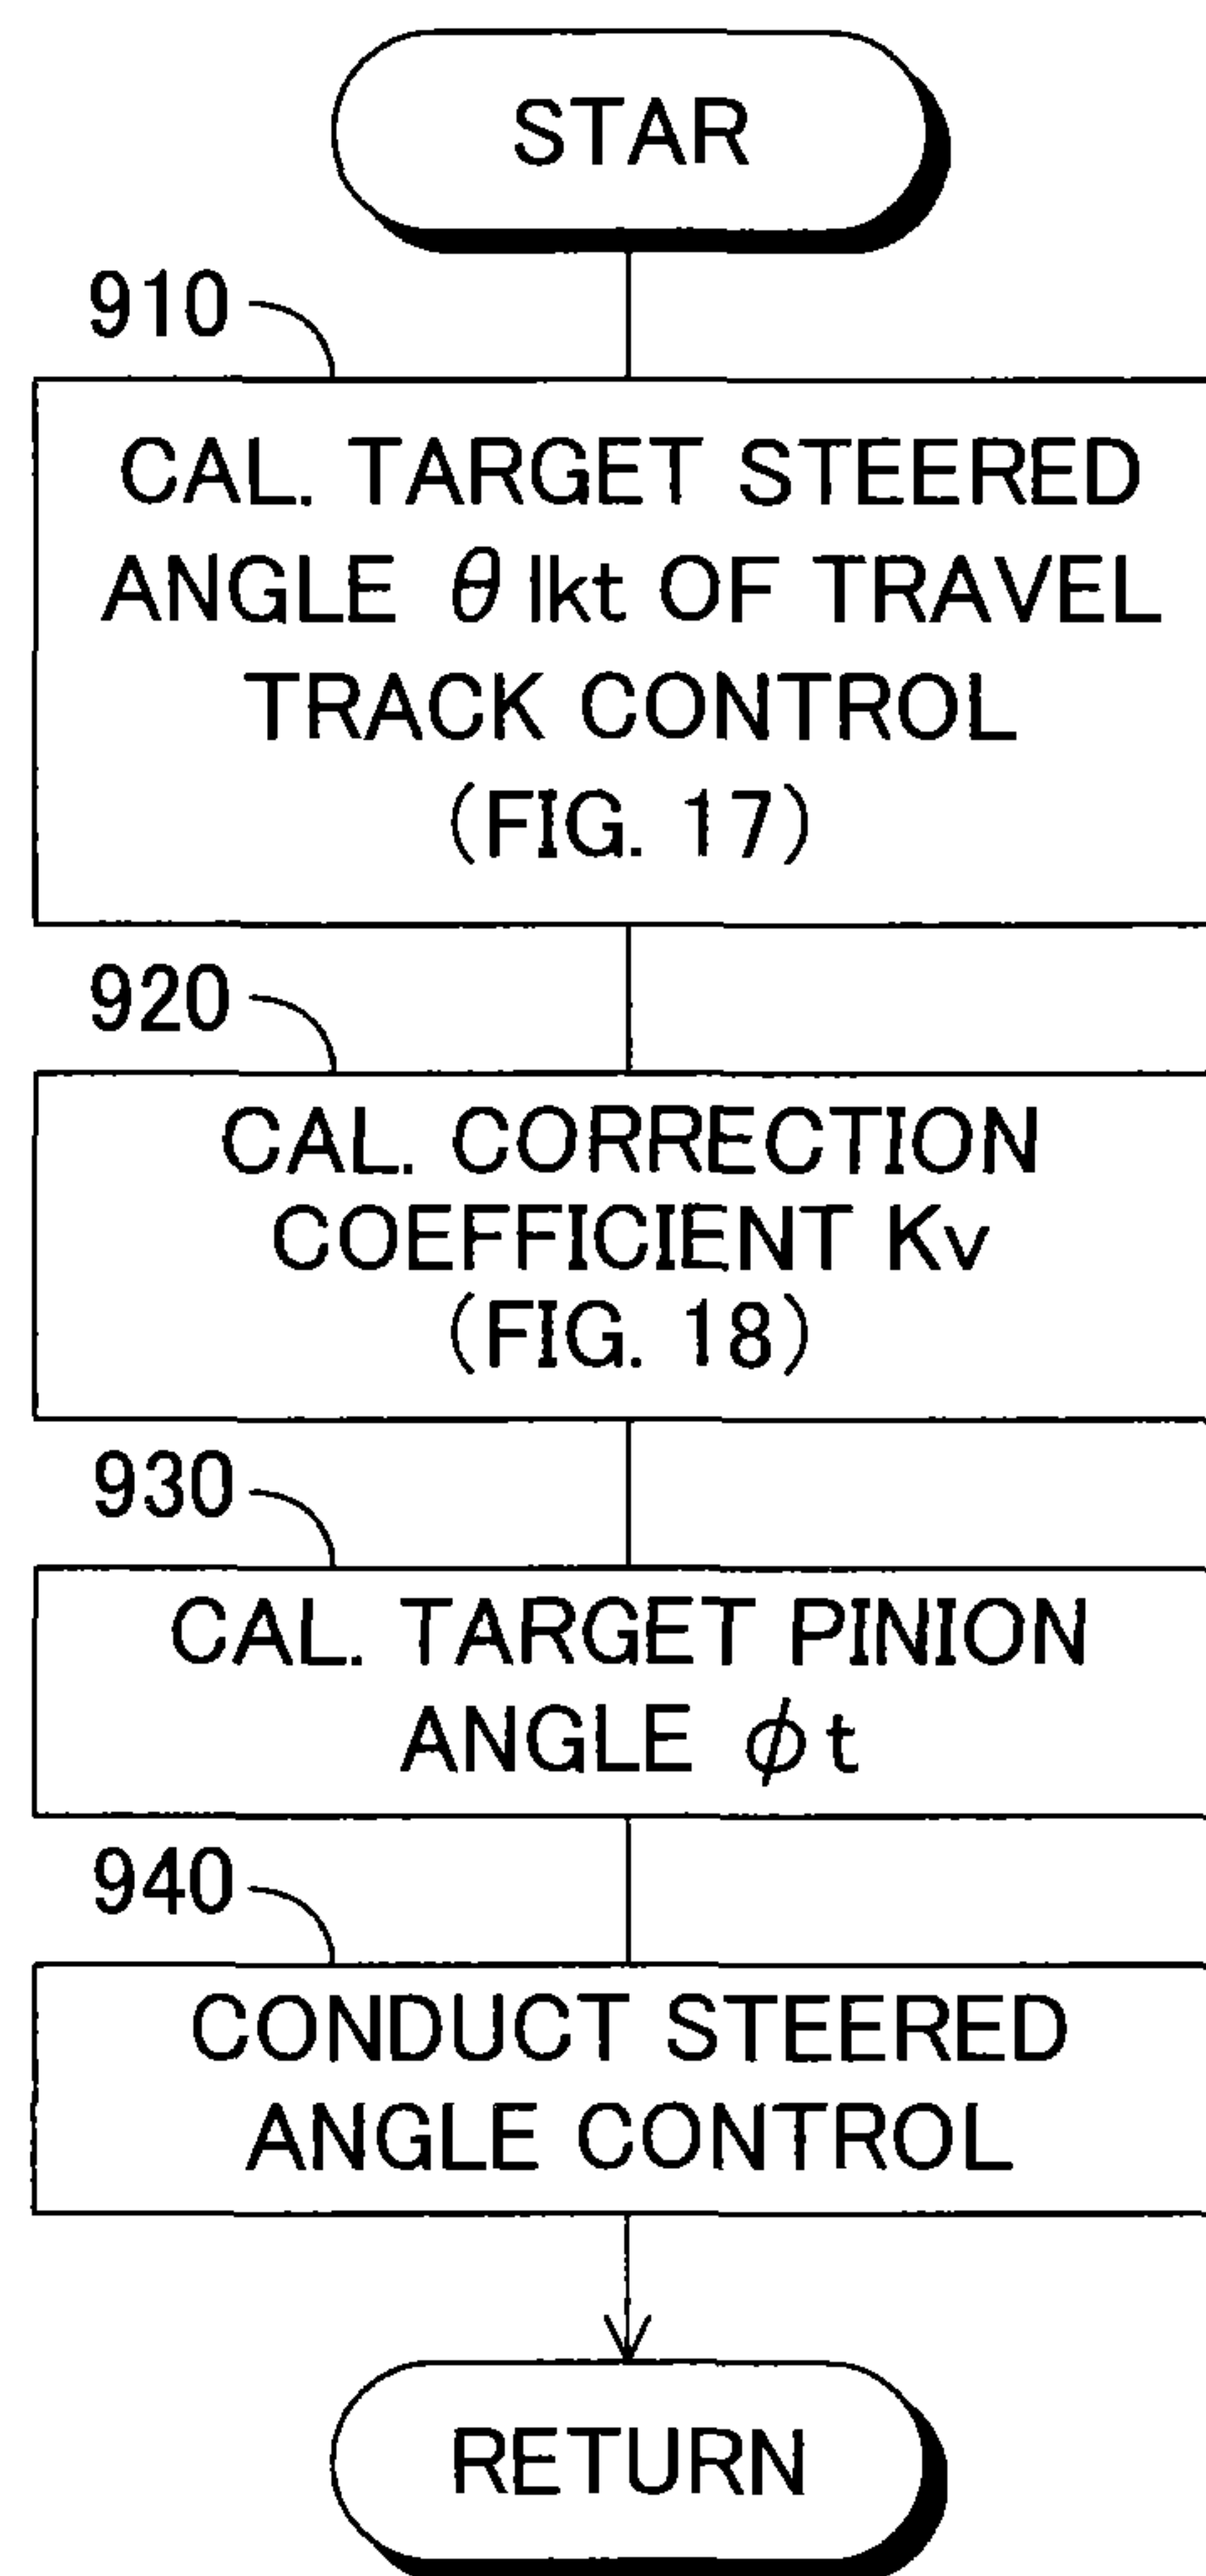 STAR
910
CAL. TARGET STEERED
ANGLE θlkt OF TRAVEL
TRACK CONTROL
(FIG. 17)
920
CAL. CORRECTION
COEFFICIENT Kv
(FIG. 18)
930
CAL. TARGET PINION
ANGLE φt
940
CONDUCT STEERED
ANGLE CONTROL
RETURN